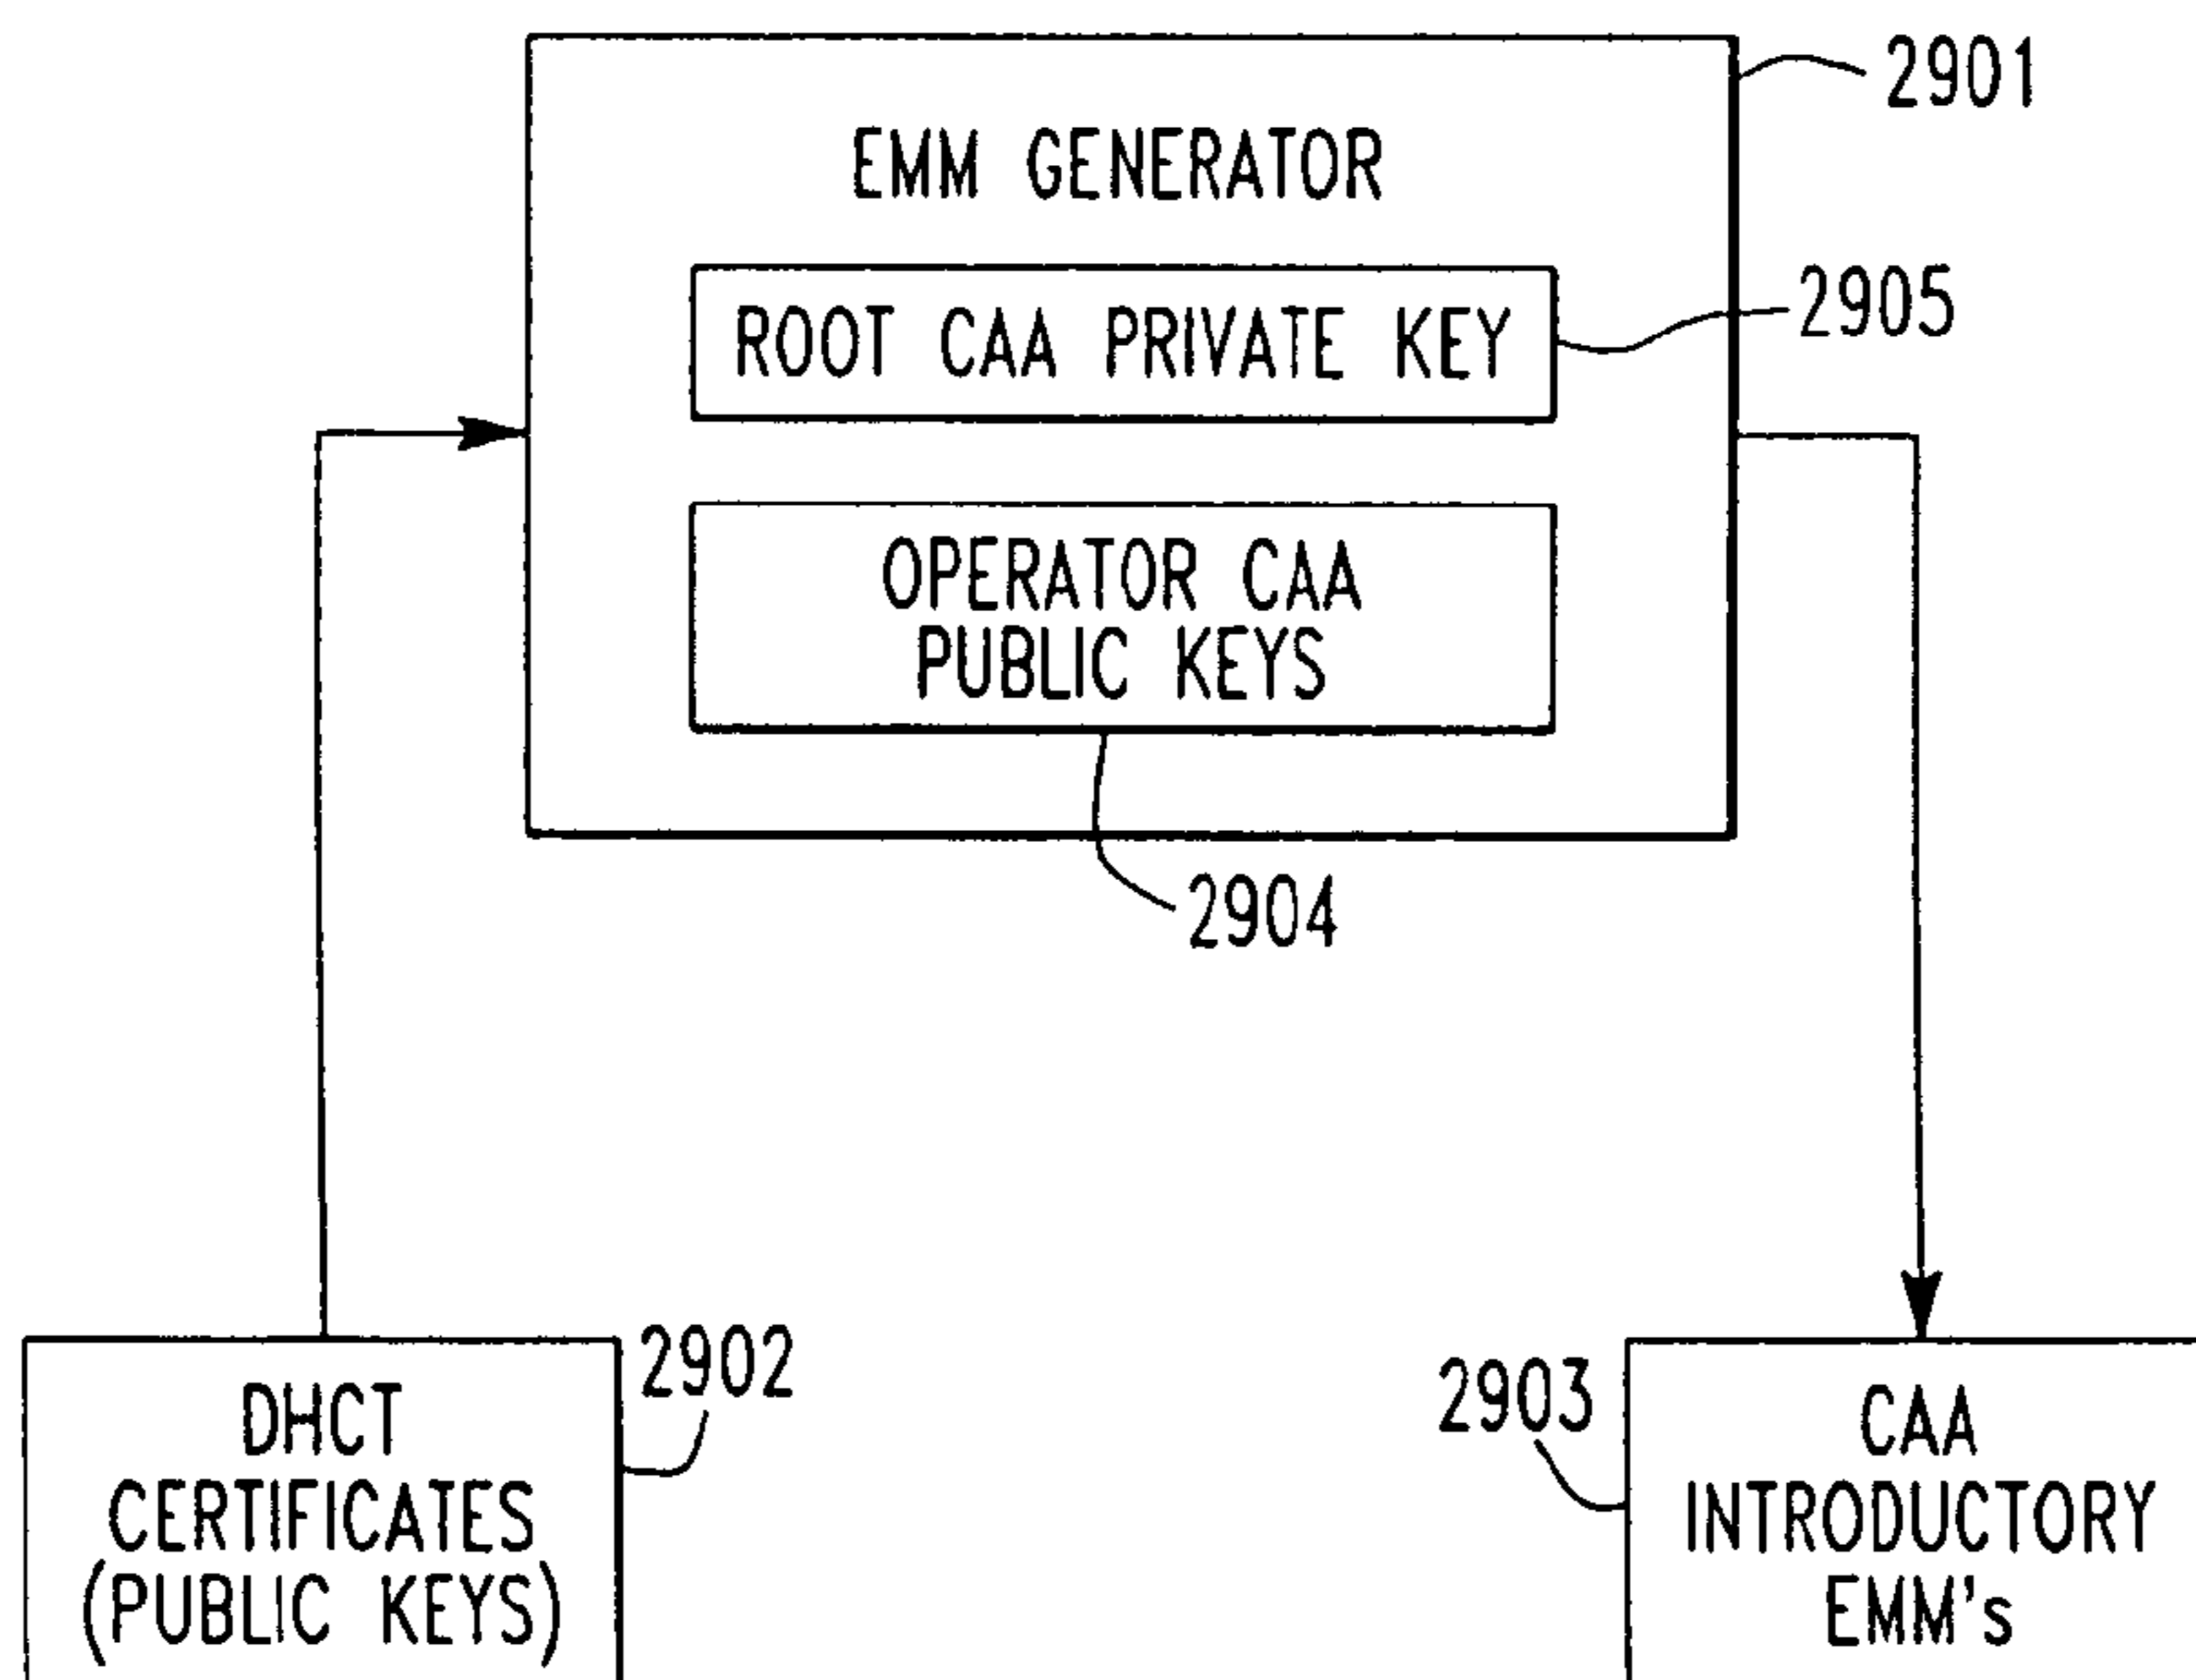 2901
EMM GENERATOR
ROOT CAA PRIVATE KEY
2905
OPERATOR CAA
PUBLIC KEYS
2904
DHCT
CERTIFICATES
(PUBLIC KEYS)
2902
2903
CAA
INTRODUCTORY
EMM's